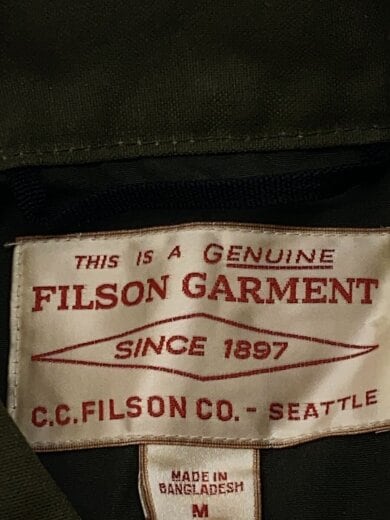 THIS IS A GENUINE
FILSON GARMENT
SINCE 1897
C.C.FILSON CO. - SEATTLE
MADE IN
BANGLADESH
M